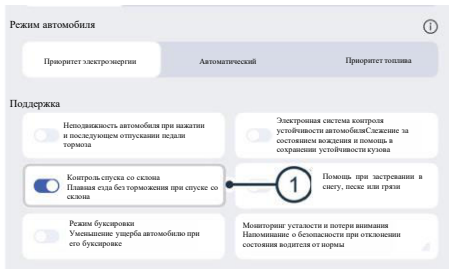 Режим автомобиля
Приоритет электроэнергии
Автоматический
Приоритет топлива
Поддержка
Неподвижность автомобиля при нажатии
и последующем отпускании педали
тормоза
Электронная система контроля
устойчивости автомобиляСлежение за
состоянием вождения и помощь в
сохранении устойчивости кузова
Контроль спуска со склона
Плавная езда без торможения при спуске со
склона
1
Помощь при застревании в
снегу, песке или грязи
Режим буксировки
Уменьшение ущерба автомобилю при
его буксировке
Мониторинг усталости и потери внимания
Напоминание о безопасности при отклонении
состояния водителя от нормы